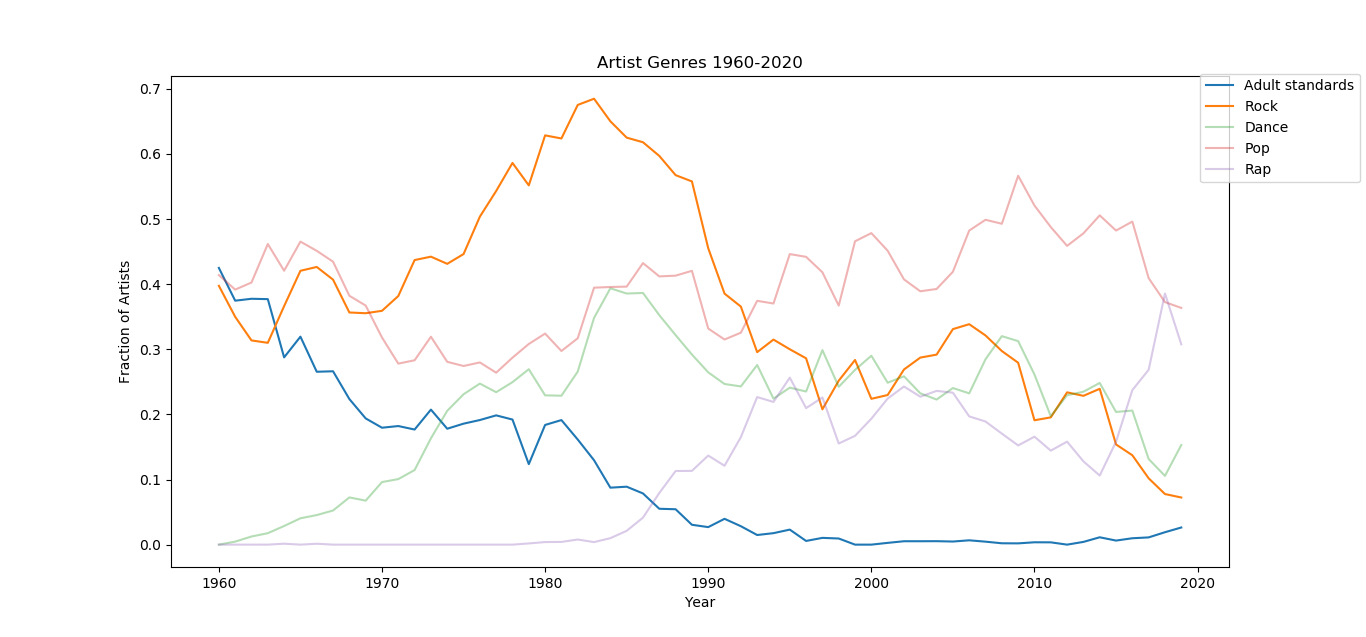 Artist Genres 1960-2020
Adult standards
Rock
Dance
Pop
Rap
0.7
0.6
0.5
0.4
0.3
0.2
0.1
0.0
Fraction of Artists
1960 1970 1980 1990 2000 2010 2020
Year